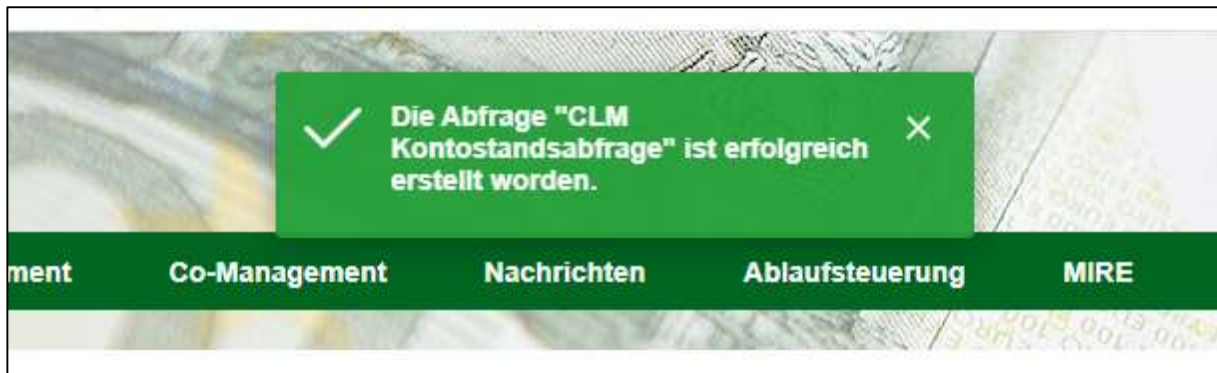 Die Abfrage "CLM
Kontostandsabfrage" ist erfolgreich
erstellt worden.
ment Co-Management Nachrichten Ablaufsteuerung MIRE